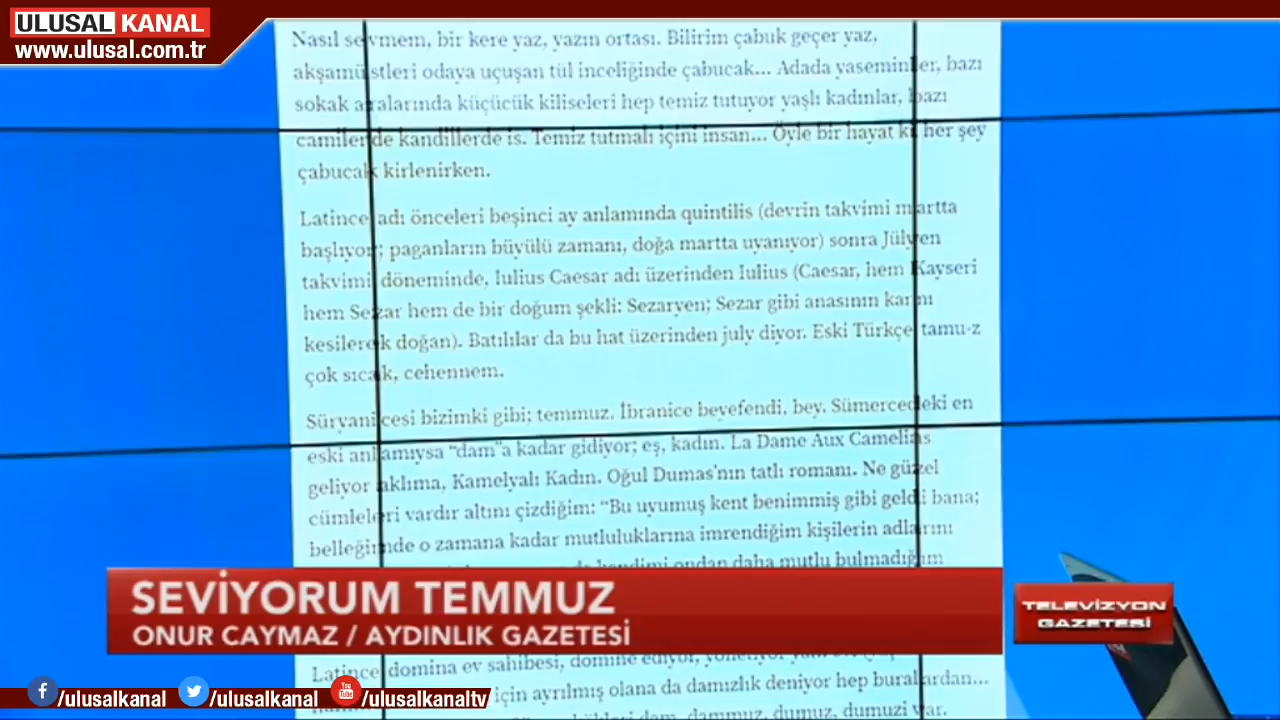 ULUSAL KANAL
www.ulusal.com.tr
Nasıl sevmem, bir kere yaz, yazın ortası. Bilirim çabuk geçer yaz,
akşamüstleri odaya uçuşan tül inceliğinde çabucak... Adada yaseminler, bazı
sokak aralarında küçücük kiliseleri hep temiz tutuyor yaşlı kadınlar, bazı
camilerde kandillerde is. Temiz tutmalı içini insan... Öyle bir hayat ki her şey
çabucak kirlenirken.
Latince adı önceleri beşinci ay anlamında quintilis (devrin takvimi martta
başlıyor; paganların büyülü zamanı, doğa martta uyanıyor) sonra Jülyen
takvimi döneminde, Iulius Caesar adı üzerinden Iulius (Caesar, hem Kayseri
hem Sezar hem de bir doğum şekli: Sezaryen; Sezar gibi anasının karnı
kesilerek doğan). Batılılar da bu hat üzerinden july diyor. Eski Türkçe tamu-z
çok sıcak, cehennem.
Süryanicesi bizimki gibi; temmuz. İbranice beyefendi, bey. Sümercedeki en
eski anlamıysa “dam”a kadar gidiyor; eş, kadın. La Dame Aux Camelias
geliyor aklıma, Kamelyalı Kadın. Oğul Dumas'nın tatlı romanı. Ne güzel
cümleleri vardır altını çizdiğim: “Bu uyumuş kent benimmiş gibi geldi bana;
belleğimde o zamana kadar mutluluklarına imrendiğim kişilerin adlarını
kendimi ondan daha mutlu bulmadığım
SEVİYORUM TEMMUZ
ONUR CAYMAZ / AYDINLIK GAZETESİ
TELEVİZYON
GAZETESİ
Latince domina ev sahibesi, domine ediyor, yönetiyor
için ayrılmış olana da damızlık deniyor hep buralardan...
dam, dammuz, dumuz, dumuzi var.
/ulusalkanal /ulusalkanal You Tube /ulusalkanaltv